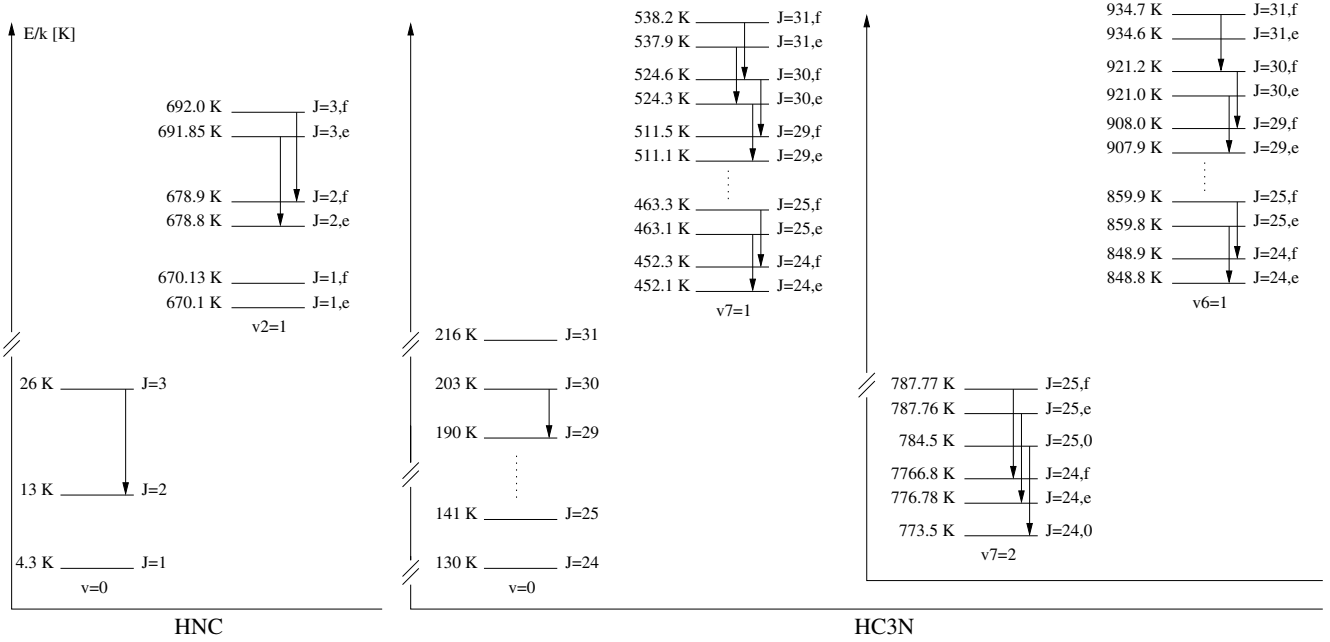 E/k [K]
692.0 K J=3,f
691.85 K J=3,e
678.9 K J=2,f
678.8 K J=2,e
670.13 K J=1,f
670.1 K J=1,e
v2=1
26 K J=3
13 K J=2
4.3 K J=1
v=0
HNC
538.2 K J=31,f
537.9 K J=31,e
524.6 K J=30,f
524.3 K J=30,e
511.5 K J=29,f
511.1 K J=29,e
463.3 K J=25,f
463.1 K J=25,e
452.3 K J=24,f
452.1 K J=24,e
v7=1
216 K J=31
203 K J=30
190 K J=29
141 K J=25
130 K J=24
v=0
934.7 K J=31,f
934.6 K J=31,e
921.2 K J=30,f
921.0 K J=30,e
908.0 K J=29,f
907.9 K J=29,e
859.9 K J=25,f
859.8 K J=25,e
848.9 K J=24,f
848.8 K J=24,e
v6=1
787.77 K J=25,f
787.76 K J=25,e
784.5 K J=25,0
7766.8 K J=24,f
776.78 K J=24,e
773.5 K J=24,0
v7=2
HC3N